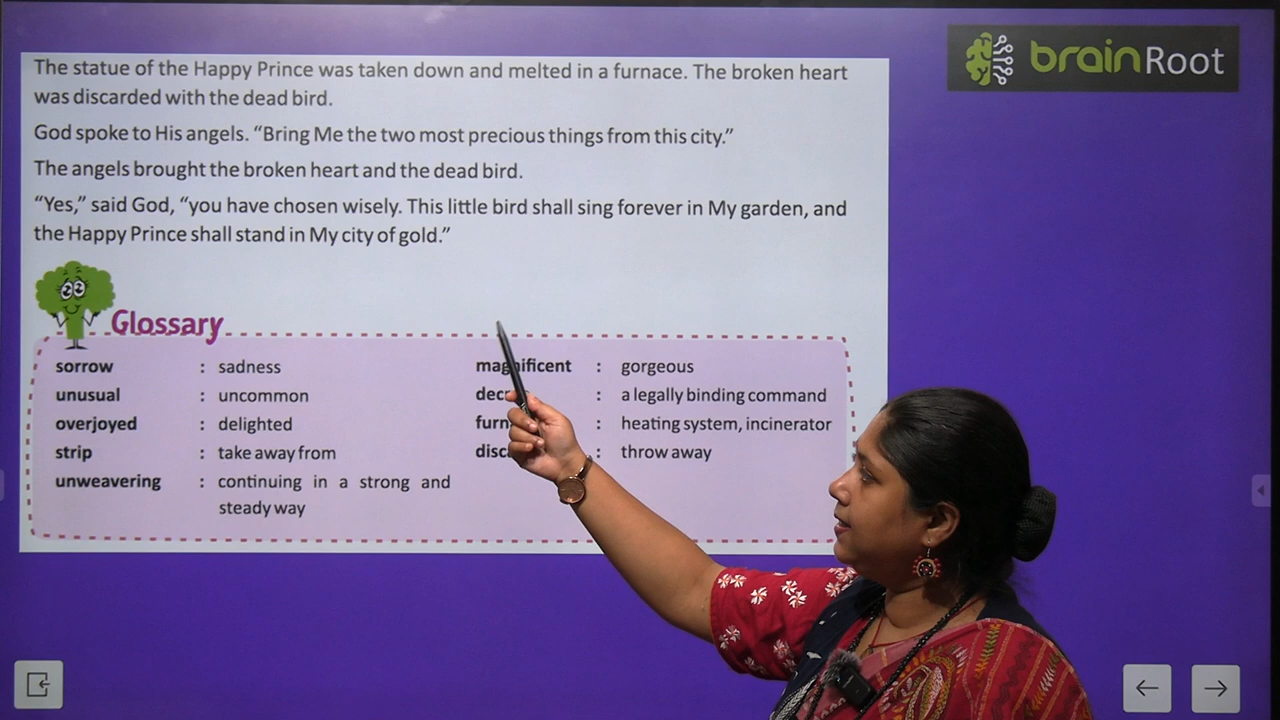 brainRoot
The statue of the Happy Prince was taken down and melted in a furnace. The broken heart
was discarded with the dead bird.
God spoke to His angels. “Bring Me the two most precious things from this city.”
The angels brought the broken heart and the dead bird.
“Yes,” said God, “you have chosen wisely. This little bird shall sing forever in My garden, and
the Happy Prince shall stand in My city of gold.”
Glossary
sorrow : sadness
unusual : uncommon
overjoyed : delighted
strip : take away from
unweavering : continuing in a strong and
steady way
magnificent : gorgeous
: a legally binding command
: heating system, incinerator
: throw away